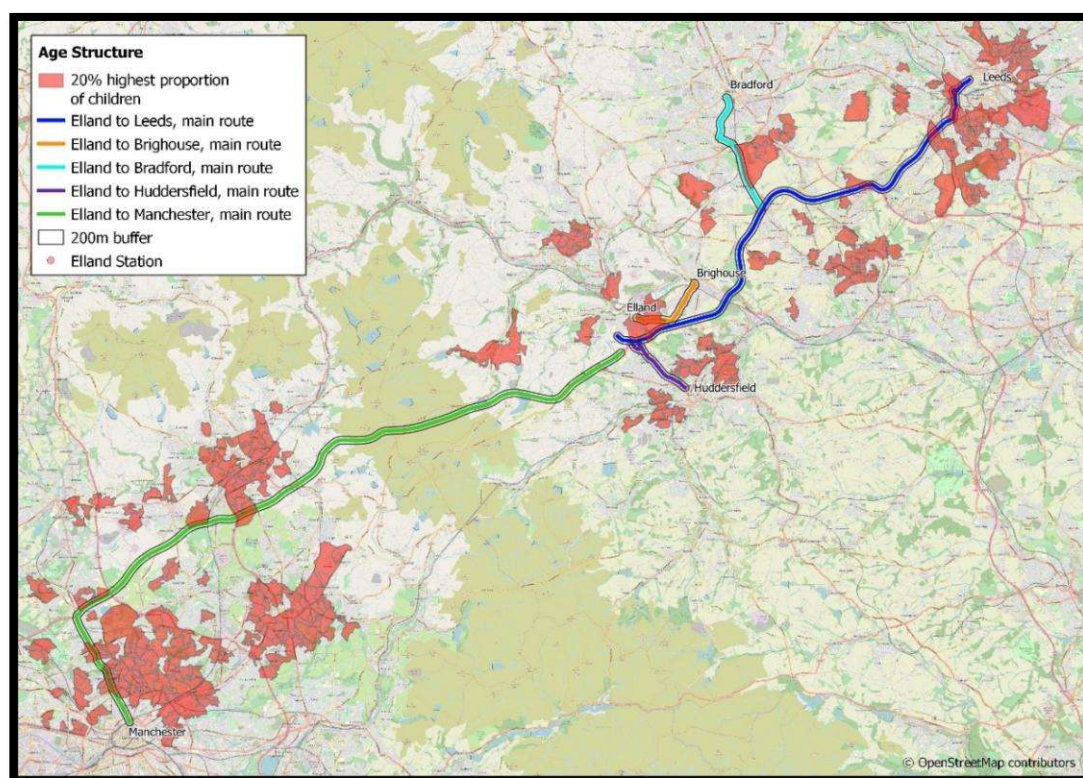 Age Structure
20% highest proportion
of children
Elland to Leeds, main route
Elland to Brighouse, main route
Elland to Bradford, main route
Elland to Huddersfield, main route
Elland to Manchester, main route
200m buffer
Elland Station
Leeds
Bradford
Brighouse
Elland
Huddersfield
Manchester
© OpenStreetMap contributors